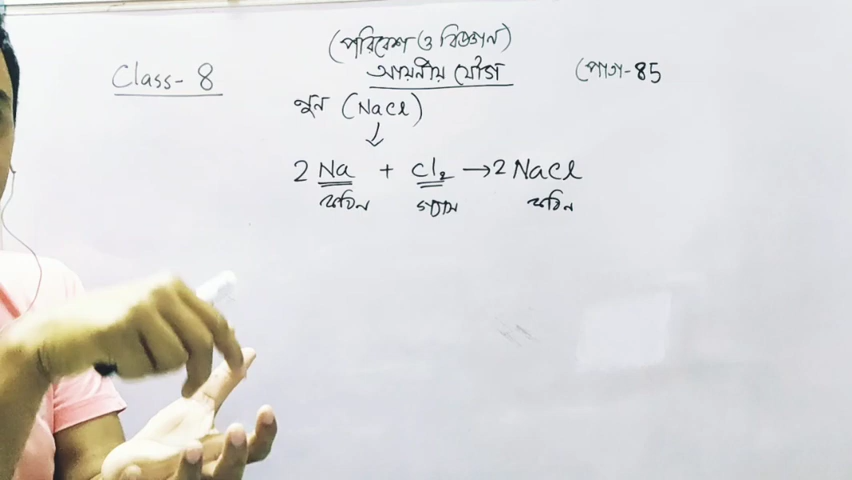 (পরিবেশ ও বিজ্ঞান)
Class-8
আয়নীয় যৌগ
(পাতা-85
নুন (NaCl)
↓
2 Na + Cl₂ → 2 NaCl
কঠিন গ্যাস কঠিন